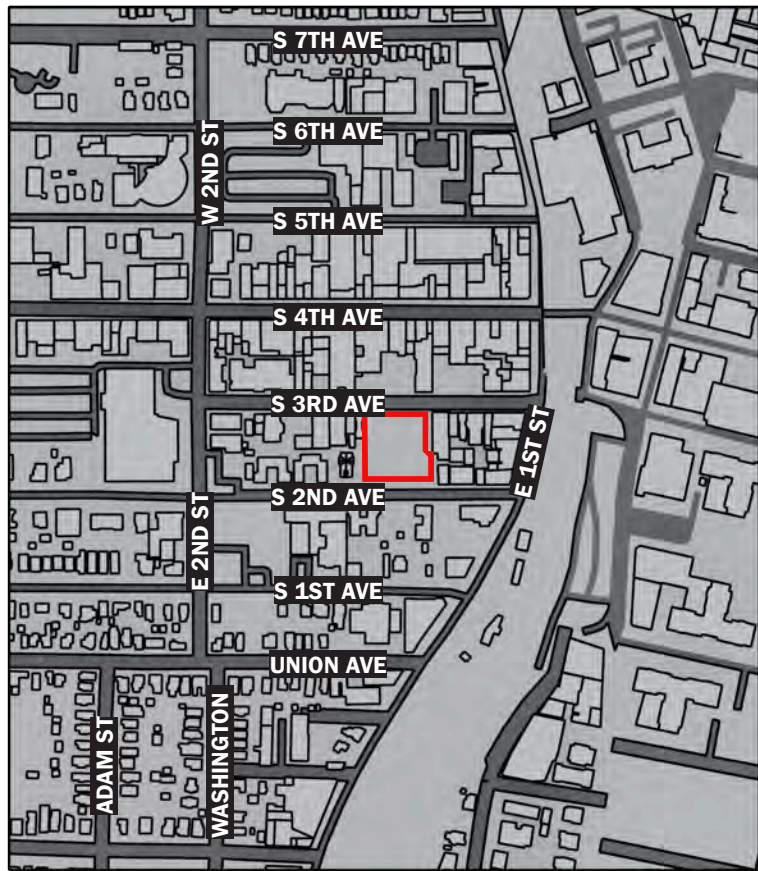 S 7TH AVE
S 6TH AVE
W 2ND ST
S 5TH AVE
S 4TH AVE
S 3RD AVE
E 1ST ST
S 2ND AVE
E 2ND ST
S 1ST AVE
UNION AVE
ADAM ST
WASHINGTON